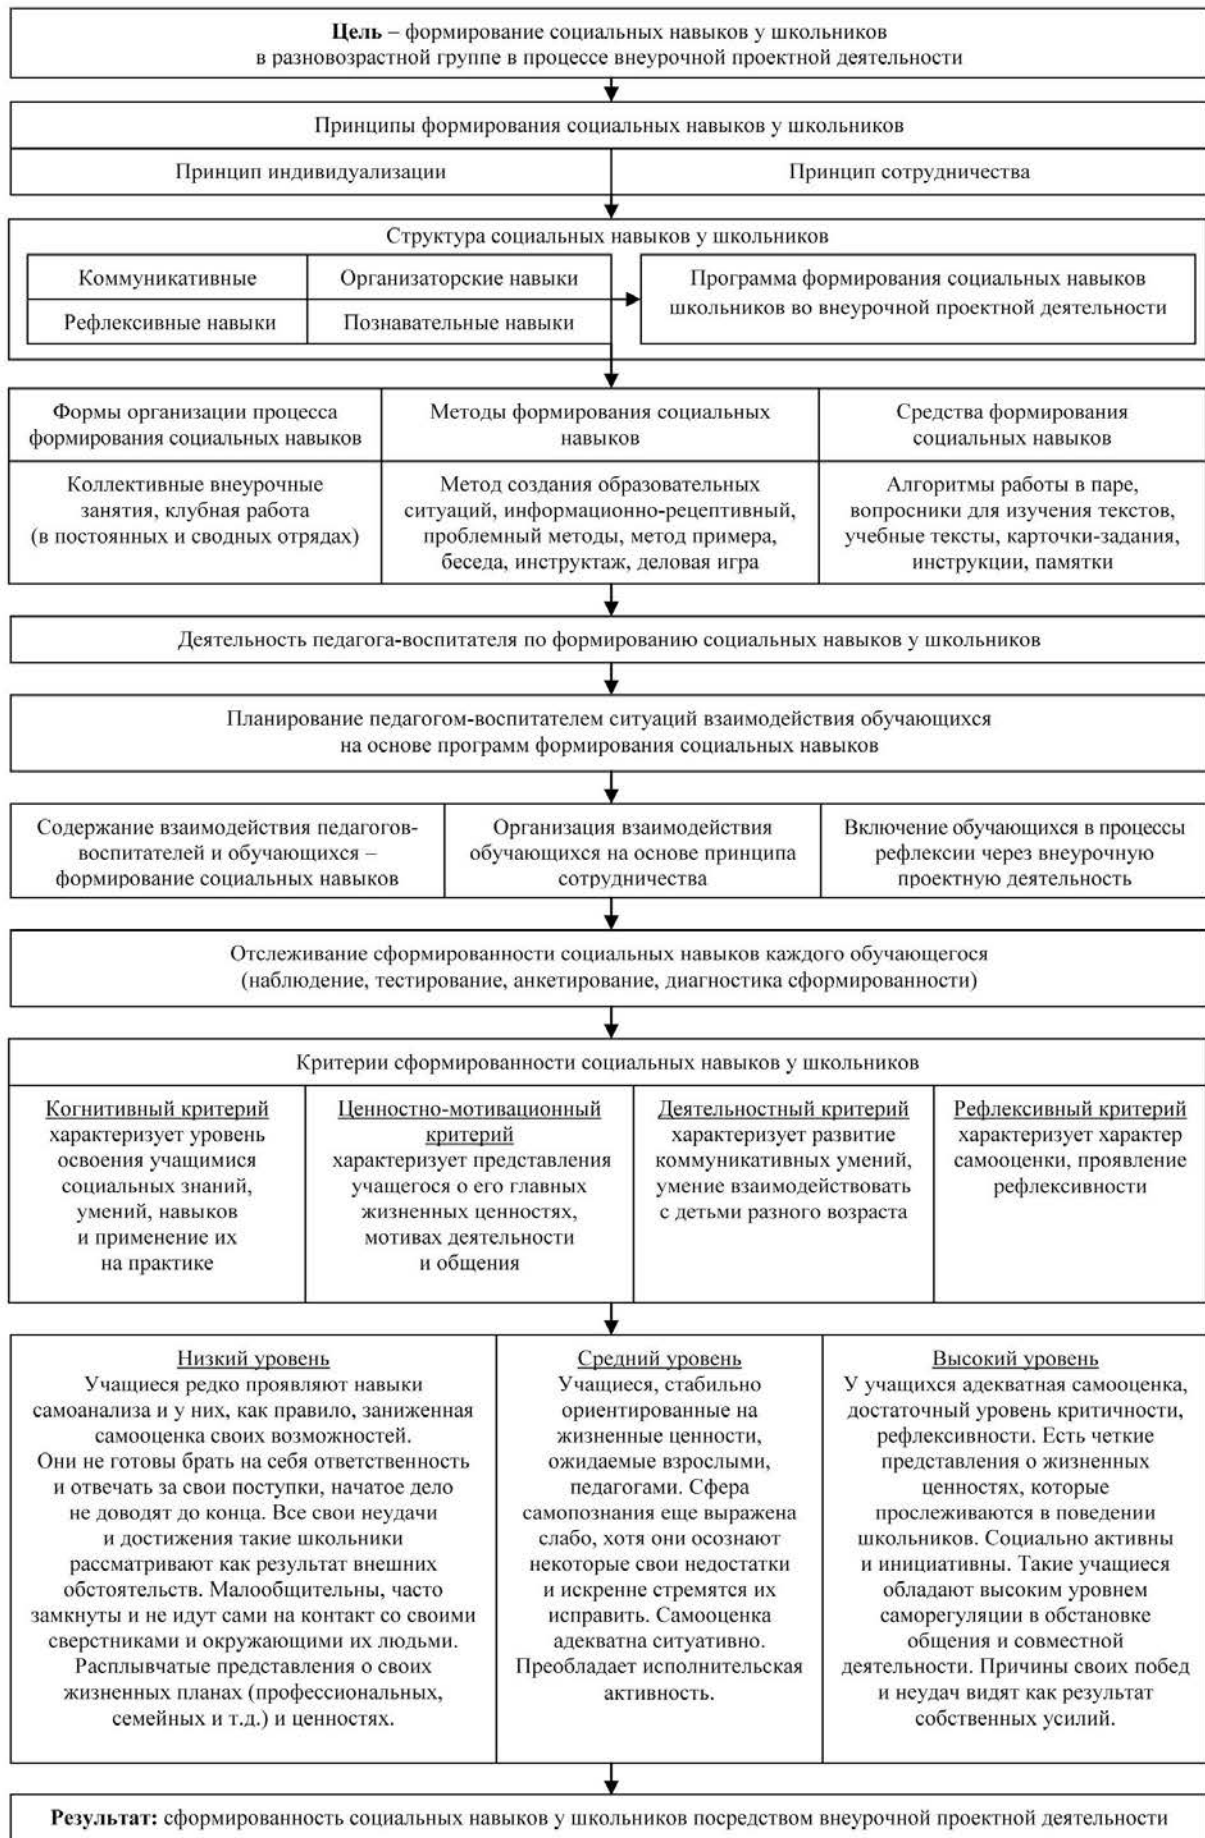 Цель – формирование социальных навыков у школьников
в разновозрастной группе в процессе внеурочной проектной деятельности
Принципы формирования социальных навыков у школьников
Принцип индивидуализации
Принцип сотрудничества
Структура социальных навыков у школьников
Коммуникативные
Организаторские навыки
Рефлексивные навыки
Познавательные навыки
Программа формирования социальных навыков
школьников во внеурочной проектной деятельности
Формы организации процесса
формирования социальных навыков
Методы формирования социальных
навыков
Средства формирования
социальных навыков
Коллективные внеурочные
занятия, клубная работа
(в постоянных и сводных отрядах)
Метод создания образовательных
ситуаций, информационно-рецептивный,
проблемный методы, метод примера,
беседа, инструктаж, деловая игра
Алгоритмы работы в паре,
вопросники для изучения текстов,
учебные тексты, карточки-задания,
инструкции, памятки
Деятельность педагога-воспитателя по формированию социальных навыков у школьников
Планирование педагогом-воспитателем ситуаций взаимодействия обучающихся
на основе программ формирования социальных навыков
Содержание взаимодействия педагогов-
воспитателей и обучающихся –
формирование социальных навыков
Организация взаимодействия
обучающихся на основе принципа
сотрудничества
Включение обучающихся в процессы
рефлексии через внеурочную
проектную деятельность
Отслеживание сформированности социальных навыков каждого обучающегося
(наблюдение, тестирование, анкетирование, диагностика сформированности)
Критерии сформированности социальных навыков у школьников
Когнитивный критерий
характеризует уровень
освоения учащимися
социальных знаний,
умений, навыков
и применение их
на практике
Ценностно-мотивационный
критерий
характеризует представления
учащегося о его главных
жизненных ценностях,
мотивах деятельности
и общения
Деятельностный критерий
характеризует развитие
коммуникативных умений,
умение взаимодействовать
с детьми разного возраста
Рефлексивный критерий
характеризует характер
самооценки, проявление
рефлексивности
Низкий уровень
Учащиеся редко проявляют навыки
самоанализа и у них, как правило, заниженная
самооценка своих возможностей.
Они не готовы брать на себя ответственность
и отвечать за свои поступки, начатое дело
не доводят до конца. Все свои неудачи
и достижения такие школьники
рассматривают как результат внешних
обстоятельств. Малообщительны, часто
замкнуты и не идут сами на контакт со своими
сверстниками и окружающими их людьми.
Расплывчатые представления о своих
жизненных планах (профессиональных,
семейных и т.д.) и ценностях.
Средний уровень
Учащиеся, стабильно
ориентированные на
жизненные ценности,
ожидаемые взрослыми,
педагогами. Сфера
самопознания еще выражена
слабо, хотя они осознают
некоторые свои недостатки
и искренне стремятся их
исправить. Самооценка
адекватна ситуативно.
Преобладает исполнительская
активность.
Высокий уровень
У учащихся адекватная самооценка,
достаточный уровень критичности,
рефлексивности. Есть четкие
представления о жизненных
ценностях, которые
прослеживаются в поведении
школьников. Социально активны
и инициативны. Такие учащиеся
обладают высоким уровнем
саморегуляции в обстановке
общения и совместной
деятельности. Причины своих побед
и неудач видят как результат
собственных усилий.
Результат: сформированность социальных навыков у школьников посредством внеурочной проектной деятельности